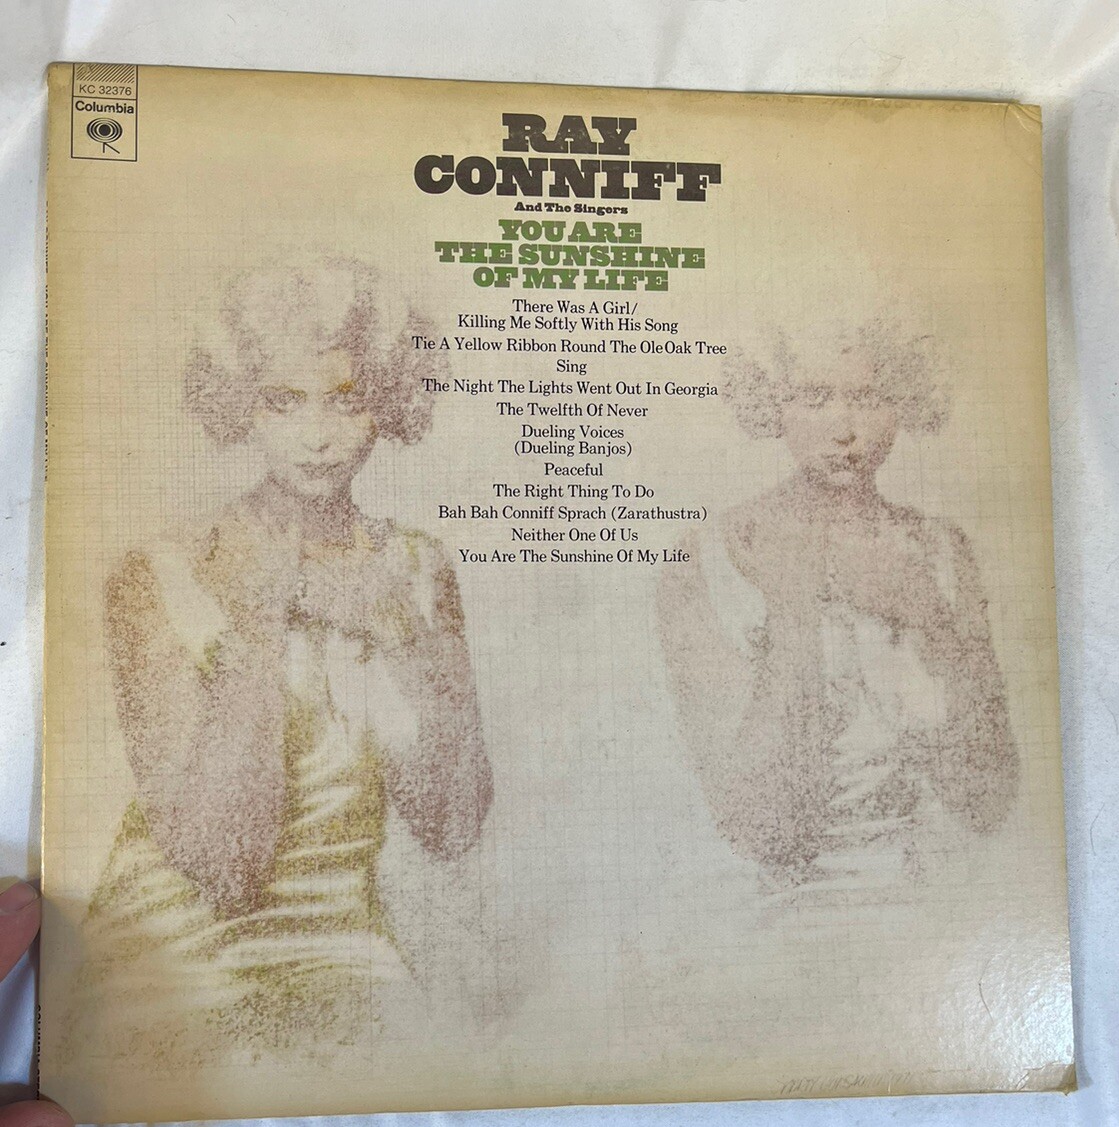 KC 32376
Columbia
RAY
CONNIFF
And The Singers
YOU ARE
THE SUNSHINE
OF MY LIFE
There Was A Girl/
Killing Me Softly With His Song
Tie A Yellow Ribbon Round The Ole Oak Tree
Sing
The Night The Lights Went Out In Georgia
The Twelfth Of Never
Dueling Voices
(Dueling Banjos)
Peaceful
The Right Thing To Do
Bah Bah Conniff Sprach (Zarathustra)
Neither One Of Us
You Are The Sunshine Of My Life